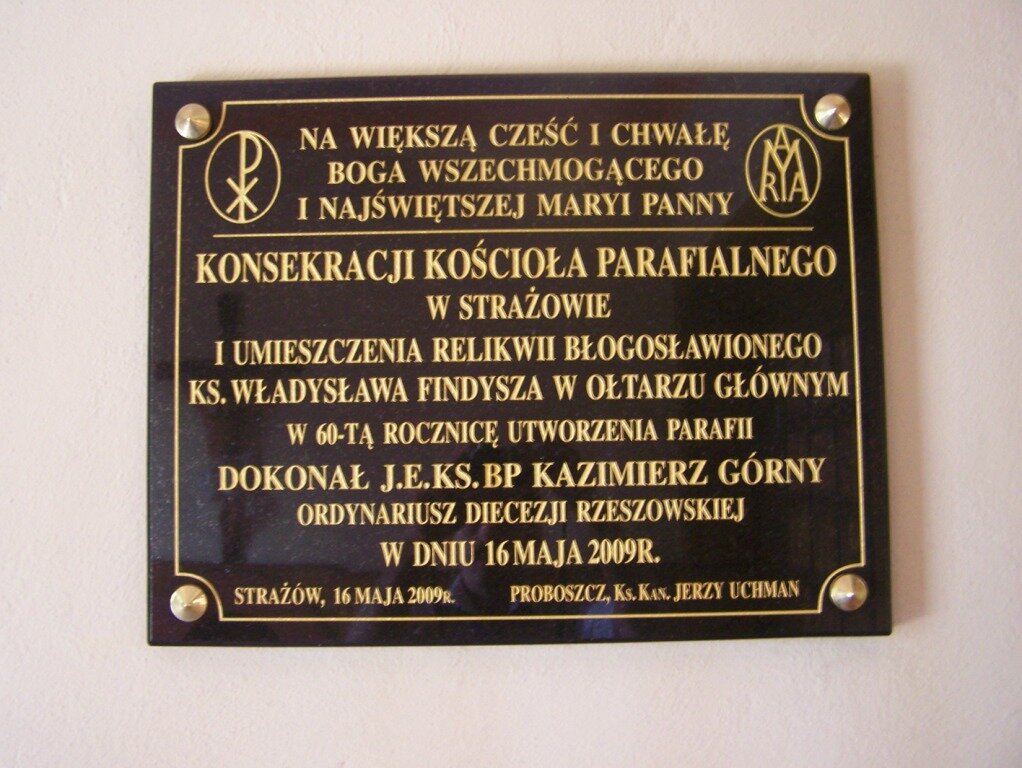 NA WIĘKSZĄ CZEŚĆ I CHWAŁĘ
BOGA WSZECHMOGĄCEGO
I NAJŚWIĘTSZEJ MARYI PANNY
KONSEKRACJI KOŚCIOŁA PARAFIALNEGO
W STRAŻOWIE
I UMIESZCZENIA RELIKWII BŁOGOSŁAWIONEGO
KS. WŁADYSŁAWA FINDYSZA W OŁTARZU GŁÓWNYM
W 60-TĄ ROCZNICĘ UTWORZENIA PARAFII
DOKONAŁ J.E.KS.BP KAZIMIERZ GÓRNY
ORDYNARIUSZ DIECEZJI RZESZOWSKIEJ
W DNIU 16 MAJA 2009R.
STRAŻÓW, 16 MAJA 2009R. PROBOSZCZ, KS. KAN. JERZY UCHMAN